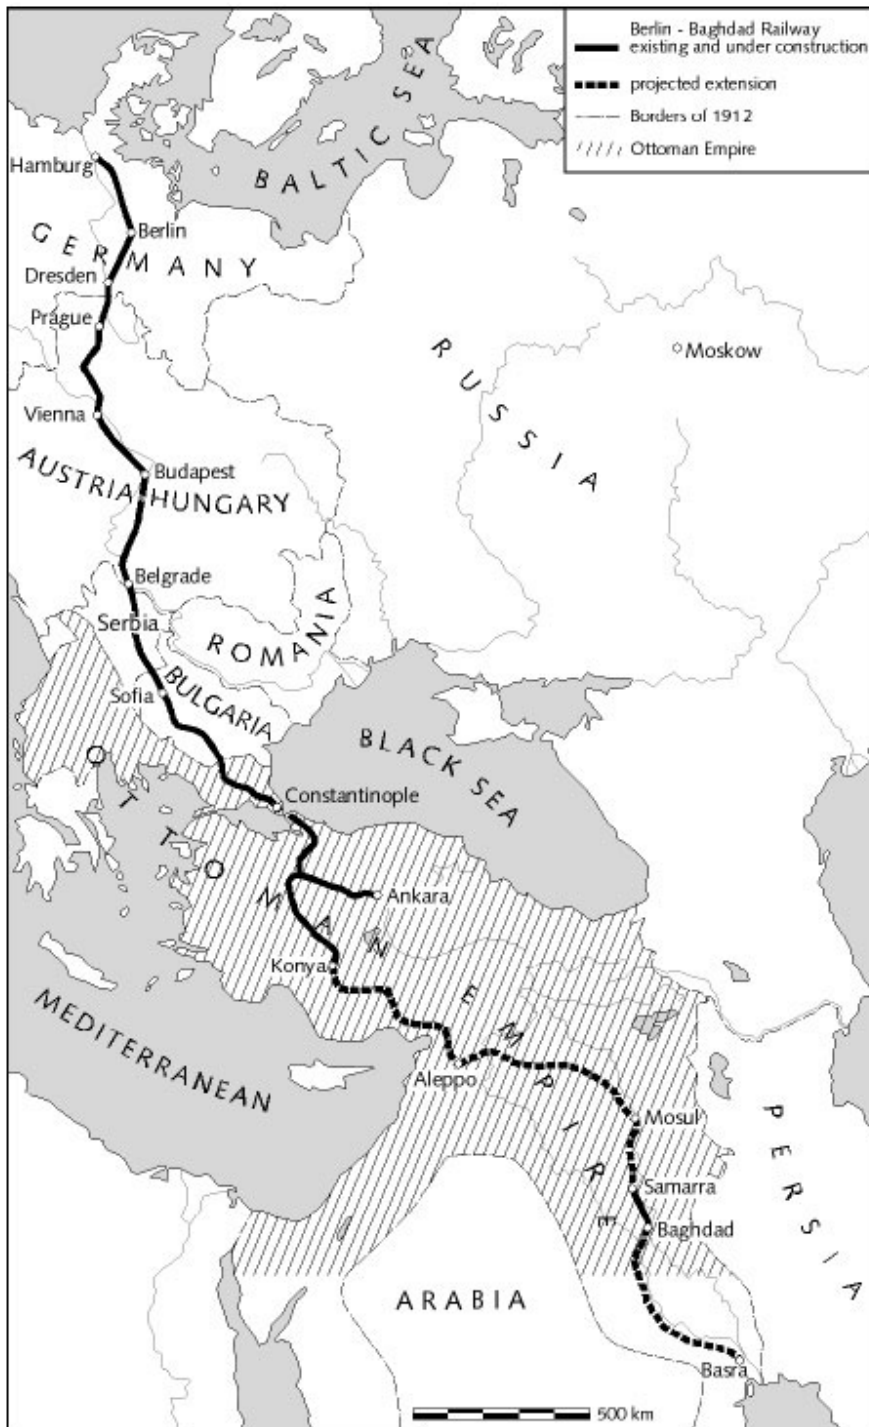 Berlin - Baghdad Railway
existing and under construction
projected extension
Borders of 1912
Ottoman Empire
BALTIC SEA
Hamburg
Berlin
GERMANY
Dresden
Prague
RUSSIA
Moskow
Vienna
Budapest
AUSTRIA HUNGARY
Belgrade
Serbia
ROMANIA
BULGARIA
Sofia
BLACK SEA
Constantinople
OTTOMAN EMPIRE
Ankara
Konya
MEDITERRANEAN
Aleppo
Mosul
PERSIA
Samarra
Baghdad
ARABIA
Basra
500 km